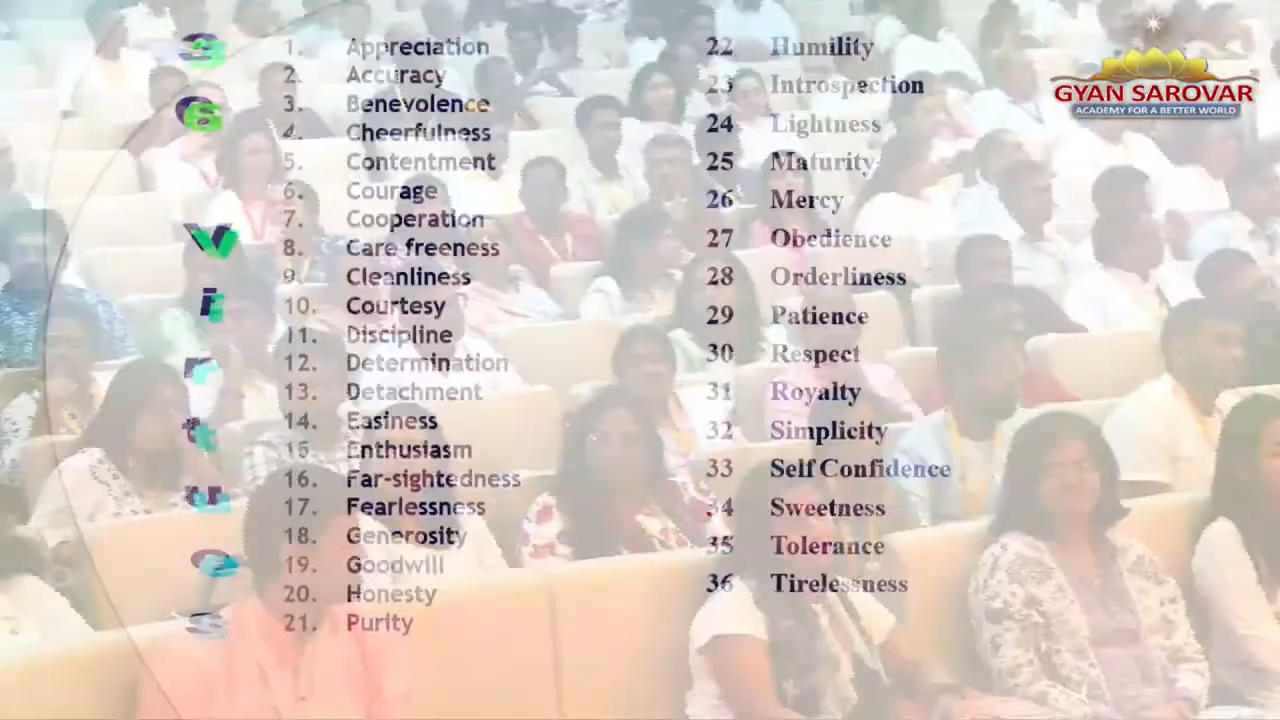 36 Virtues
1. Appreciation
2. Accuracy
3. Benevolence
4. Cheerfulness
5. Contentment
6. Courage
7. Cooperation
8. Care freeness
9. Cleanliness
10. Courtesy
11. Discipline
12. Determination
13. Detachment
14. Easiness
15. Enthusiasm
16. Far-sightedness
17. Fearlessness
18. Generosity
19. Goodwill
20. Honesty
21. Purity
22 Humility
23 Introspection
24 Lightness
25 Maturity
26 Mercy
27 Obedience
28 Orderliness
29 Patience
30 Respect
31 Royalty
32 Simplicity
33 Self Confidence
34 Sweetness
35 Tolerance
36 Tirelessness
GYAN SAROVAR
ACADEMY FOR A BETTER WORLD